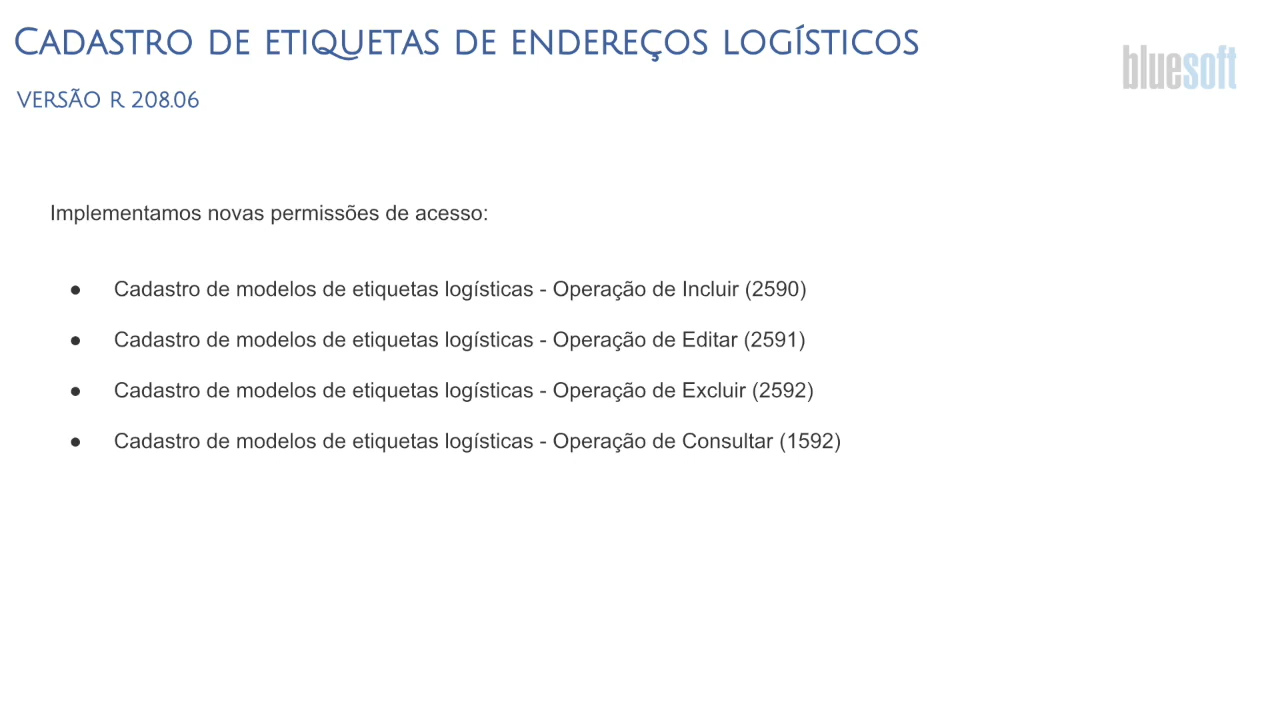 Cadastro de etiquetas de endereços logísticos
bluesoft
versão R 208.06
Implementamos novas permissões de acesso:
● Cadastro de modelos de etiquetas logísticas - Operação de Incluir (2590)
● Cadastro de modelos de etiquetas logísticas - Operação de Editar (2591)
● Cadastro de modelos de etiquetas logísticas - Operação de Excluir (2592)
● Cadastro de modelos de etiquetas logísticas - Operação de Consultar (1592)